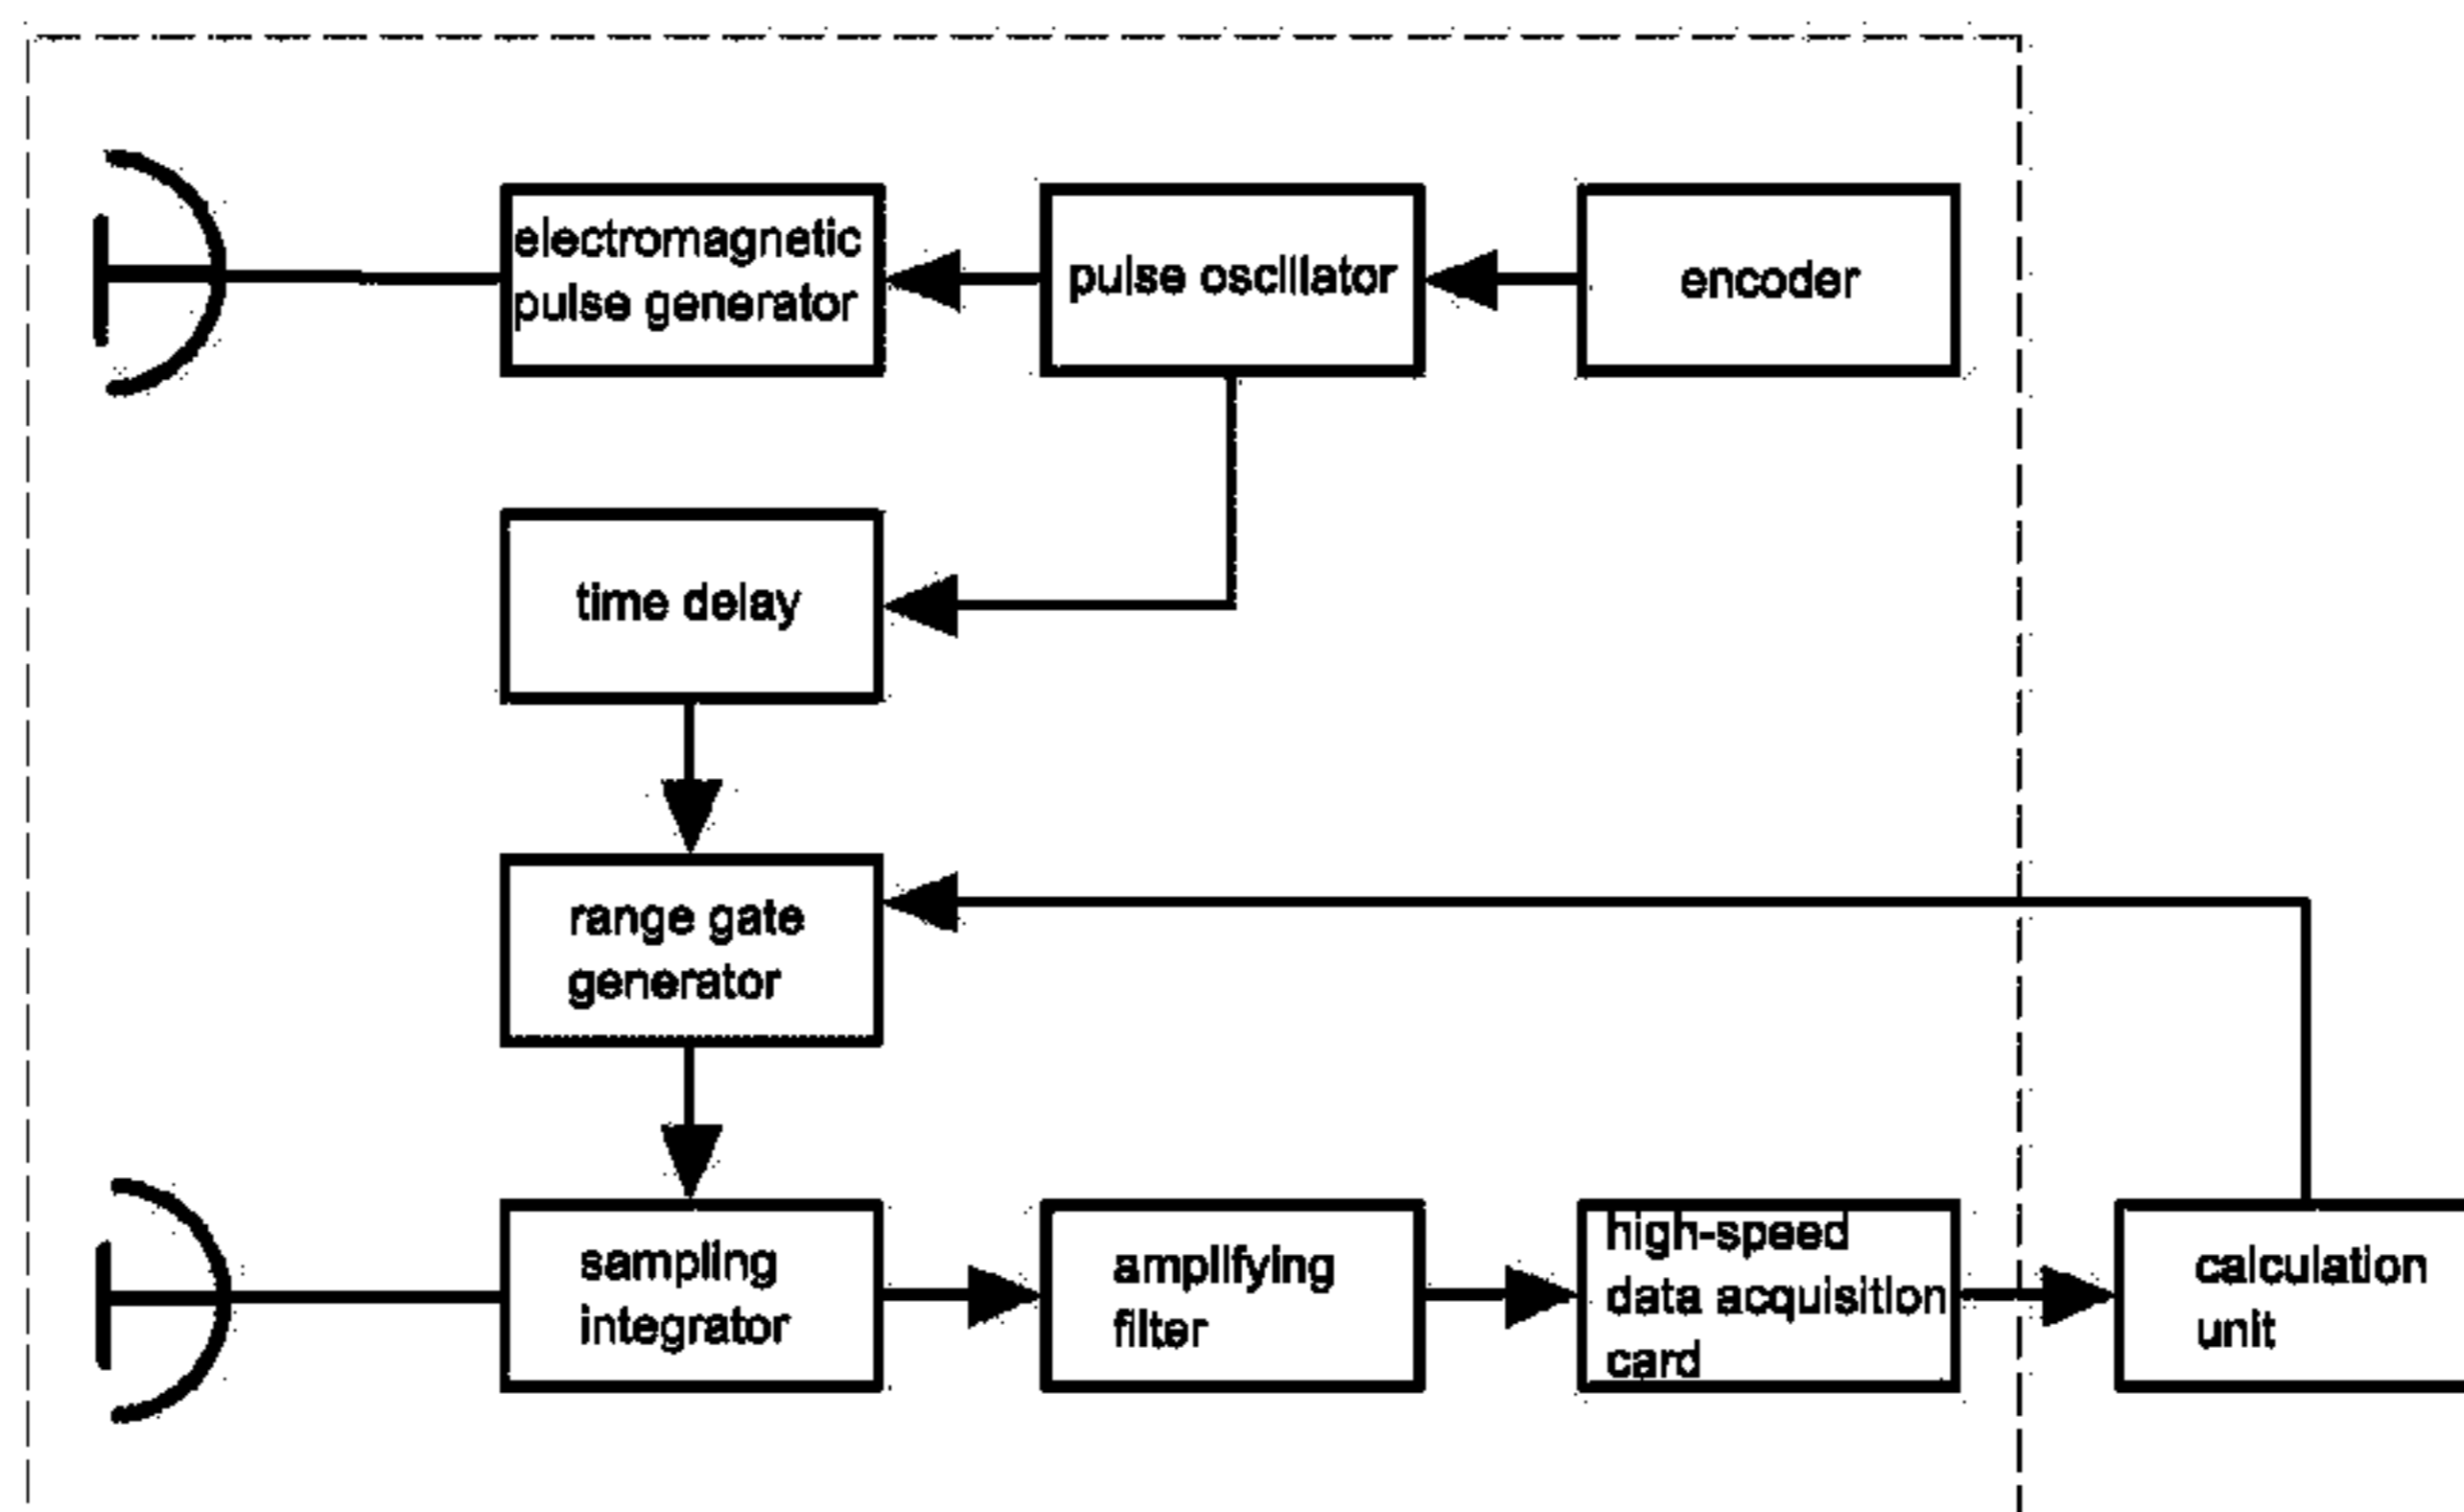 electromagnetic
pulse generator
pulse oscillator
encoder
time delay
range gate
generator
sampling
integrator
amplifying
filter
high-speed
data acquisition
card
calculation
unit